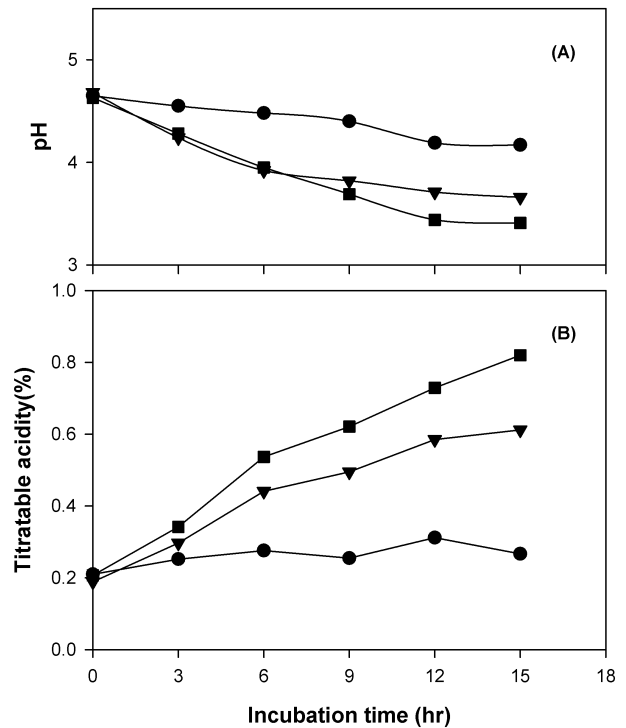 (A)
5
4
3
pH
(B)
1.0
0.8
0.6
0.4
0.2
0.0
Titratable acidity(%)
0 3 6 9 12 15 18
Incubation time (hr)